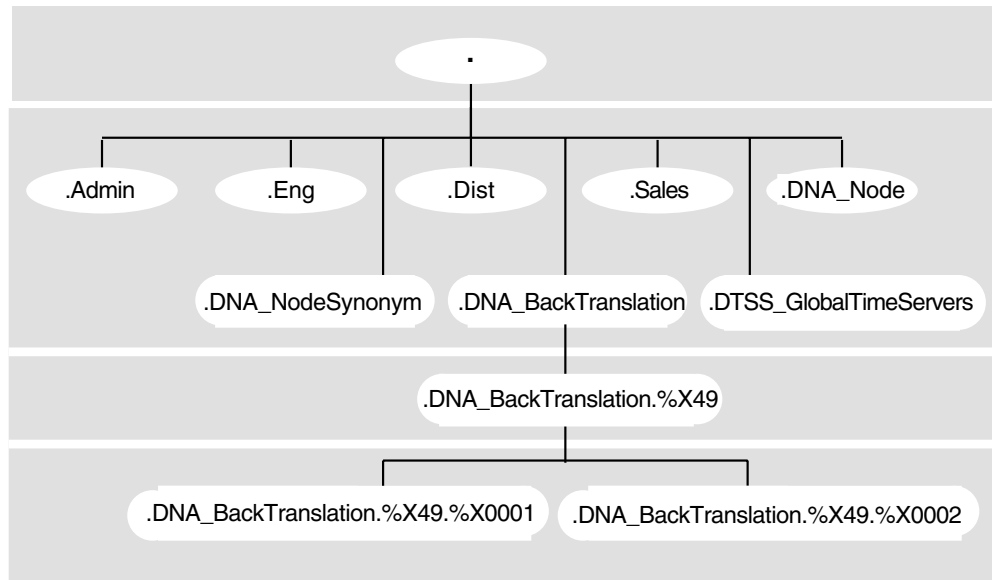 .
.Admin
.Eng
.Dist
.Sales
.DNA_Node
.DNA_NodeSynonym
.DNA_BackTranslation
.DTSS_GlobalTimeServers
.DNA_BackTranslation.%X49
.DNA_BackTranslation.%X49.%X0001
.DNA_BackTranslation.%X49.%X0002